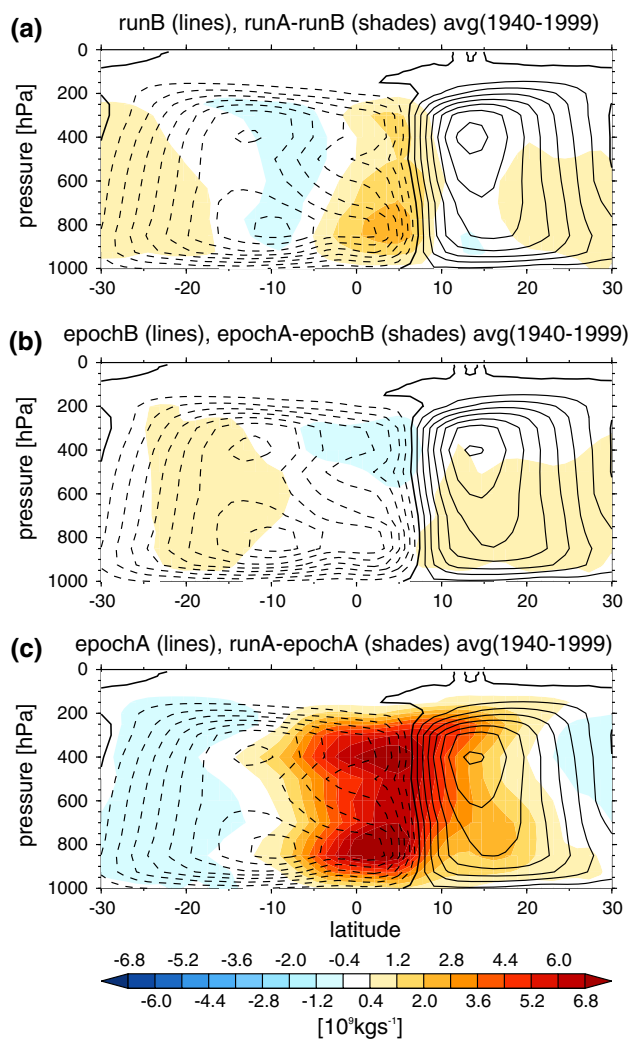 (a) runB (lines), runA-runB (shades) avg(1940-1999)
0
200
400
600
800
1000
pressure [hPa]
-30 -20 -10 0 10 20 30
(b) epochB (lines), epochA-epochB (shades) avg(1940-1999)
0
200
400
600
800
1000
pressure [hPa]
-30 -20 -10 0 10 20 30
(c) epochA (lines), runA-epochA (shades) avg(1940-1999)
0
200
400
600
800
1000
pressure [hPa]
-30 -20 -10 0 10 20 30
latitude
-6.8 -5.2 -3.6 -2.0 -0.4 1.2 2.8 4.4 6.0
-6.0 -4.4 -2.8 -1.2 0.4 2.0 3.6 5.2 6.8
[10⁹kgs⁻¹]